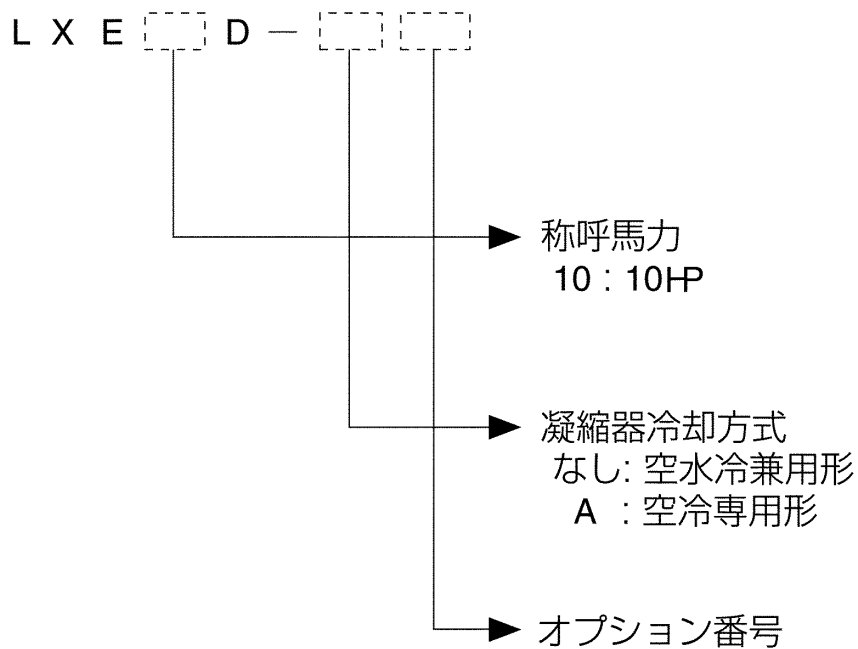 LXE D－
称呼馬力
10：10HP
凝縮器冷却方式
なし：空水冷兼用形
A ：空冷専用形
オプション番号